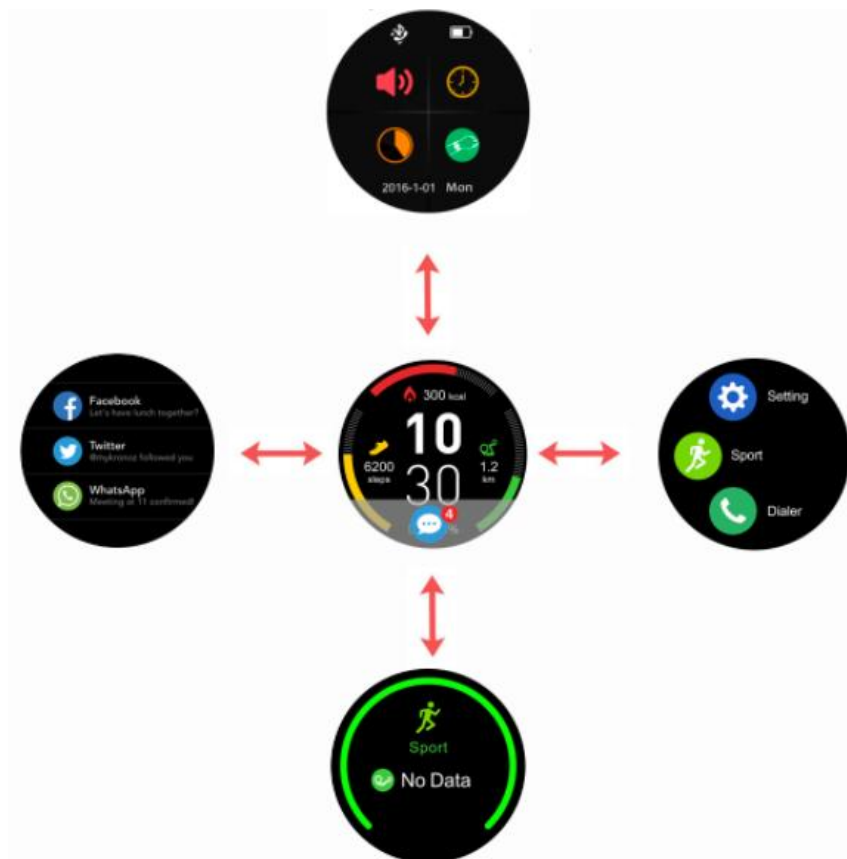 2016-1-01 Mon
Facebook
Let's have lunch together?
Twitter
@mykronoz followed you
WhatsApp
Meeting at 11 confirmed!
300 kcal
10
6200
steps
1.2
km
30
4
%
Setting
Sport
Dialer
Sport
No Data